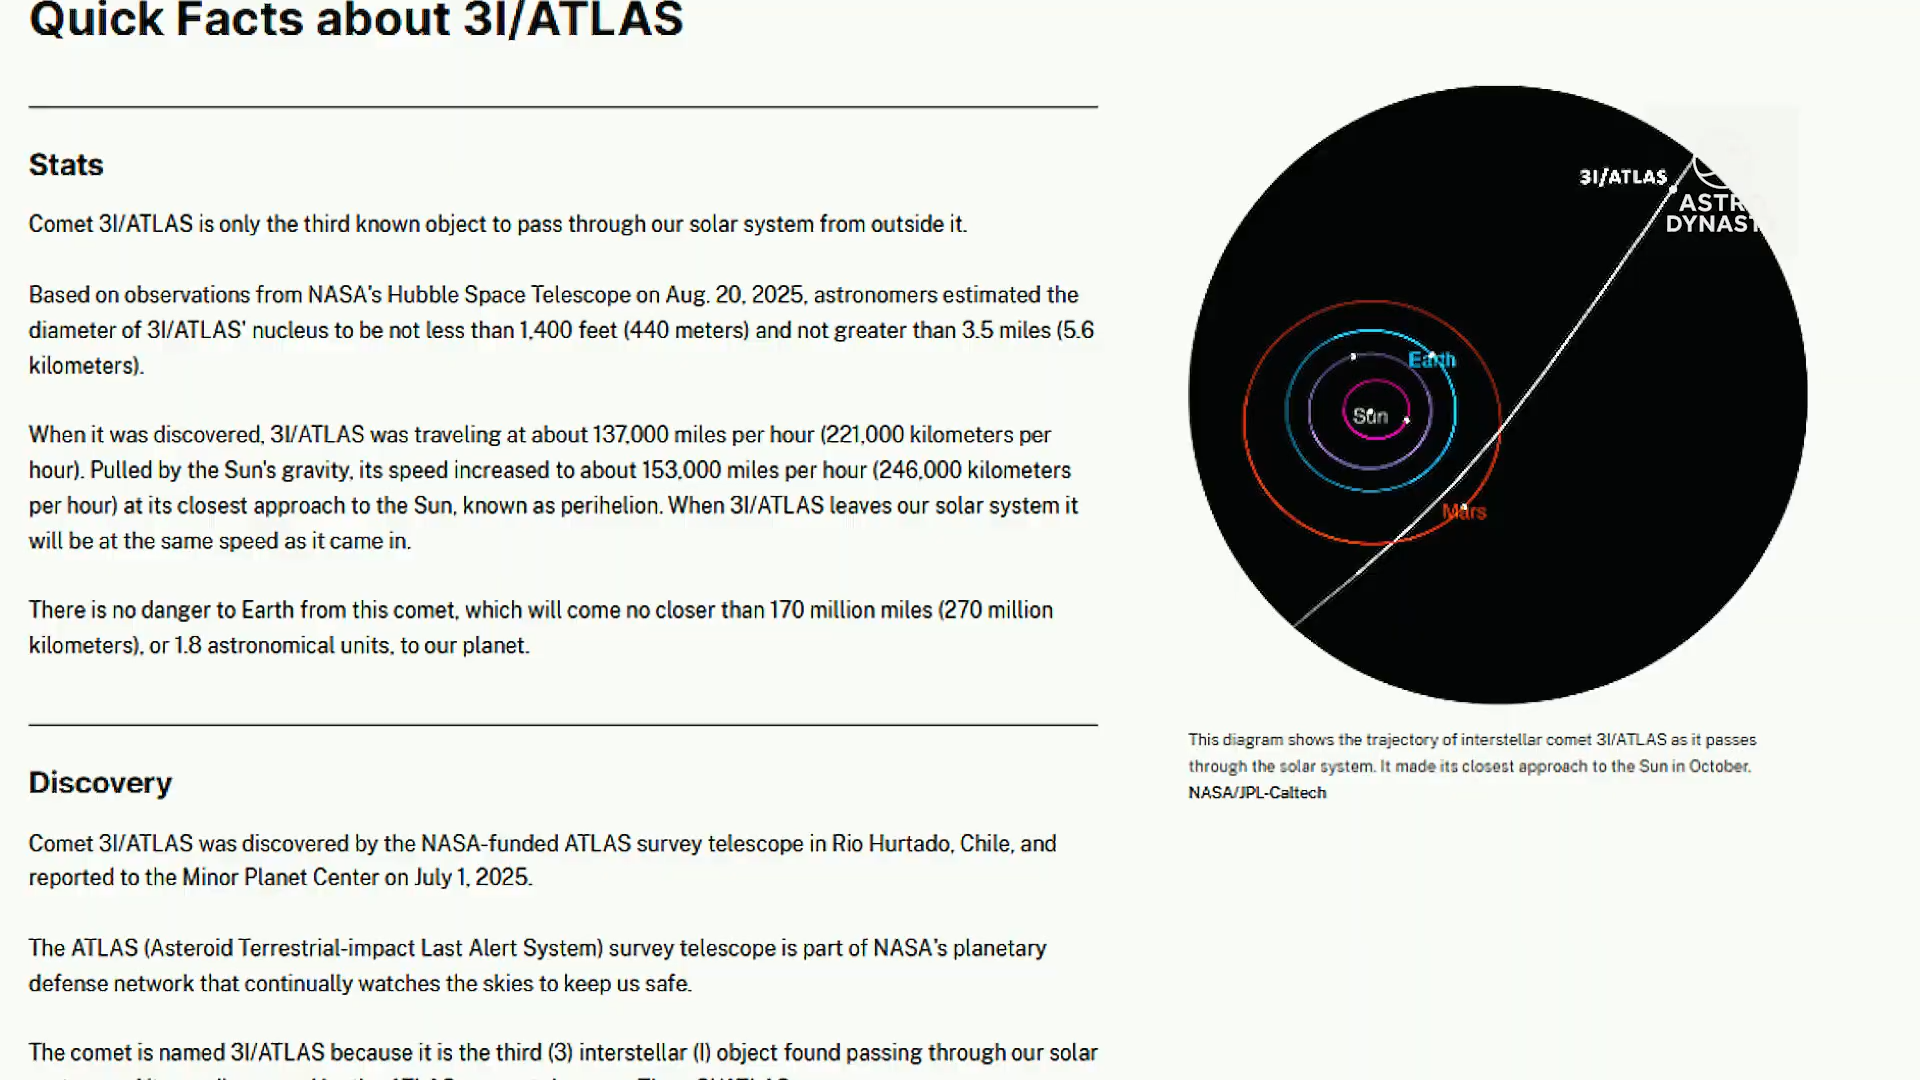 Quick Facts about 3I/ATLAS
Stats
Comet 3I/ATLAS is only the third known object to pass through our solar system from outside it.
Based on observations from NASA's Hubble Space Telescope on Aug. 20, 2025, astronomers estimated the
diameter of 3I/ATLAS' nucleus to be not less than 1,400 feet (440 meters) and not greater than 3.5 miles (5.6
kilometers).
When it was discovered, 3I/ATLAS was traveling at about 137,000 miles per hour (221,000 kilometers per
hour). Pulled by the Sun's gravity, its speed increased to about 153,000 miles per hour (246,000 kilometers
per hour) at its closest approach to the Sun, known as perihelion. When 3I/ATLAS leaves our solar system it
will be at the same speed as it came in.
There is no danger to Earth from this comet, which will come no closer than 170 million miles (270 million
kilometers), or 1.8 astronomical units, to our planet.
Discovery
Comet 3I/ATLAS was discovered by the NASA-funded ATLAS survey telescope in Rio Hurtado, Chile, and
reported to the Minor Planet Center on July 1, 2025.
The ATLAS (Asteroid Terrestrial-impact Last Alert System) survey telescope is part of NASA's planetary
defense network that continually watches the skies to keep us safe.
The comet is named 3I/ATLAS because it is the third (3) interstellar (I) object found passing through our solar
3I/ATLAS
ASTR
DYNAST
Earth
Sun
Mars
This diagram shows the trajectory of interstellar comet 3I/ATLAS as it passes
through the solar system. It made its closest approach to the Sun in October.
NASA/JPL-Caltech